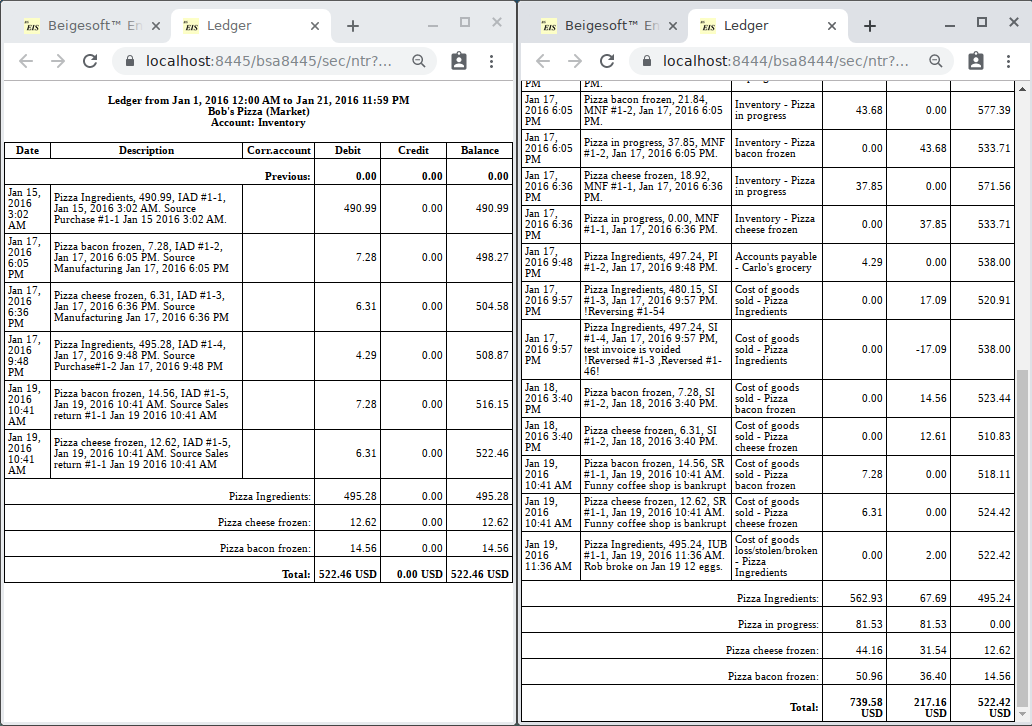 EIS Beigesoft™ En
EIS Ledger
localhost:8445/bsa8445/sec/ntr?...
Ledger from Jan 1, 2016 12:00 AM to Jan 21, 2016 11:59 PM
Bob's Pizza (Market)
Account: Inventory
Date Description Corr.account Debit Credit Balance
Previous: 0.00 0.00 0.00
Jan 15,
2016
3:02
AM
Pizza Ingredients, 490.99, IAD #1-1,
Jan 15, 2016 3:02 AM. Source
Purchase #1-1 Jan 15 2016 3:02 AM.
490.99 0.00 490.99
Jan 17,
2016
6:05
PM
Pizza bacon frozen, 7.28, IAD #1-2,
Jan 17, 2016 6:05 PM. Source
Manufacturing Jan 17, 2016 6:05 PM
7.28 0.00 498.27
Jan 17,
2016
6:36
PM
Pizza cheese frozen, 6.31, IAD #1-3,
Jan 17, 2016 6:36 PM. Source
Manufacturing Jan 17, 2016 6:36 PM
6.31 0.00 504.58
Jan 17,
2016
9:48
PM
Pizza Ingredients, 495.28, IAD #1-4,
Jan 17, 2016 9:48 PM. Source
Purchase#1-2 Jan 17, 2016 9:48 PM
4.29 0.00 508.87
Jan 19,
2016
10:41
AM
Pizza bacon frozen, 14.56, IAD #1-5,
Jan 19, 2016 10:41 AM. Source Sales
return #1-1 Jan 19 2016 10:41 AM
7.28 0.00 516.15
Jan 19,
2016
10:41
AM
Pizza cheese frozen, 12.62, IAD #1-5,
Jan 19, 2016 10:41 AM. Source Sales
return #1-1 Jan 19 2016 10:41 AM
6.31 0.00 522.46
Pizza Ingredients: 495.28 0.00 495.28
Pizza cheese frozen: 12.62 0.00 12.62
Pizza bacon frozen: 14.56 0.00 14.56
Total: 522.46 USD 0.00 USD 522.46 USD
EIS Beigesoft™ En
EIS Ledger
localhost:8444/bsa8444/sec/ntr?...
PM PM. progress
Jan 17,
2016 6:05
PM
Pizza bacon frozen, 21.84,
MNF #1-2, Jan 17, 2016 6:05
PM.
Inventory - Pizza
in progress
43.68 0.00 577.39
Jan 17,
2016 6:05
PM
Pizza in progress, 37.85, MNF
#1-2, Jan 17, 2016 6:05 PM.
Inventory - Pizza
bacon frozen
0.00 43.68 533.71
Jan 17,
2016 6:36
PM
Pizza cheese frozen, 18.92,
MNF #1-1, Jan 17, 2016 6:36
PM.
Inventory - Pizza
in progress
37.85 0.00 571.56
Jan 17,
2016 6:36
PM
Pizza in progress, 0.00, MNF
#1-1, Jan 17, 2016 6:36 PM.
Inventory - Pizza
cheese frozen
0.00 37.85 533.71
Jan 17,
2016 9:48
PM
Pizza Ingredients, 497.24, PI
#1-2, Jan 17, 2016 9:48 PM.
Accounts payable
- Carlo's grocery
4.29 0.00 538.00
Jan 17,
2016 9:57
PM
Pizza Ingredients, 480.15, SI
#1-3, Jan 17, 2016 9:57 PM.
!Reversing #1-54
Cost of goods
sold - Pizza
Ingredients
0.00 17.09 520.91
Jan 17,
2016 9:57
PM
Pizza Ingredients, 497.24, SI
#1-4, Jan 17, 2016 9:57 PM,
test invoice is voided
!Reversed #1-3 ,Reversed #1-
46!
Cost of goods
sold - Pizza
Ingredients
0.00 -17.09 538.00
Jan 18,
2016 3:40
PM
Pizza bacon frozen, 7.28, SI
#1-2, Jan 18, 2016 3:40 PM.
Cost of goods
sold - Pizza
bacon frozen
0.00 14.56 523.44
Jan 18,
2016 3:40
PM
Pizza cheese frozen, 6.31, SI
#1-2, Jan 18, 2016 3:40 PM.
Cost of goods
sold - Pizza
cheese frozen
0.00 12.61 510.83
Jan 19,
2016
10:41 AM
Pizza bacon frozen, 14.56, SR
#1-1, Jan 19, 2016 10:41 AM.
Funny coffee shop is bankrupt
Cost of goods
sold - Pizza
bacon frozen
7.28 0.00 518.11
Jan 19,
2016
10:41 AM
Pizza cheese frozen, 12.62, SR
#1-1, Jan 19, 2016 10:41 AM.
Funny coffee shop is bankrupt
Cost of goods
sold - Pizza
cheese frozen
6.31 0.00 524.42
Jan 19,
2016
11:36 AM
Pizza Ingredients, 495.24, IUB
#1-1, Jan 19, 2016 11:36 AM.
Rob broke on Jan 19 12 eggs.
Cost of goods
loss/stolen/broken
- Pizza
Ingredients
0.00 2.00 522.42
Pizza Ingredients: 562.93 67.69 495.24
Pizza in progress: 81.53 81.53 0.00
Pizza cheese frozen: 44.16 31.54 12.62
Pizza bacon frozen: 50.96 36.40 14.56
Total: 739.58 217.16 522.42
USD USD USD